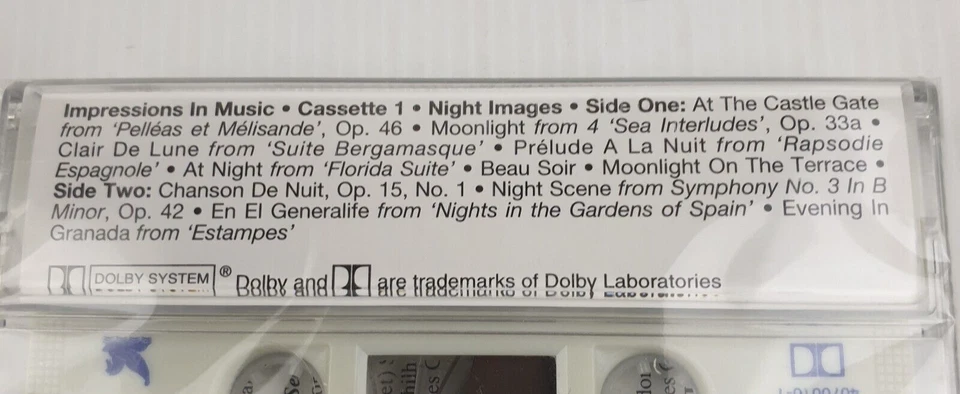 Impressions In Music • Cassette 1 • Night Images • Side One: At The Castle Gate
from 'Pelléas et Mélisande', Op. 46 • Moonlight from 4 'Sea Interludes', Op. 33a •
Clair De Lune from 'Suite Bergamasque' • Prélude A La Nuit from 'Rapsodie
Espagnole' • At Night from 'Florida Suite' • Beau Soir • Moonlight On The Terrace •
Side Two: Chanson De Nuit, Op. 15, No. 1 • Night Scene from Symphony No. 3 In B
Minor, Op. 42 • En El Generalife from 'Nights in the Gardens of Spain' • Evening In
Granada from 'Estampes'
DOLBY SYSTEM ® Dolby and are trademarks of Dolby Laboratories